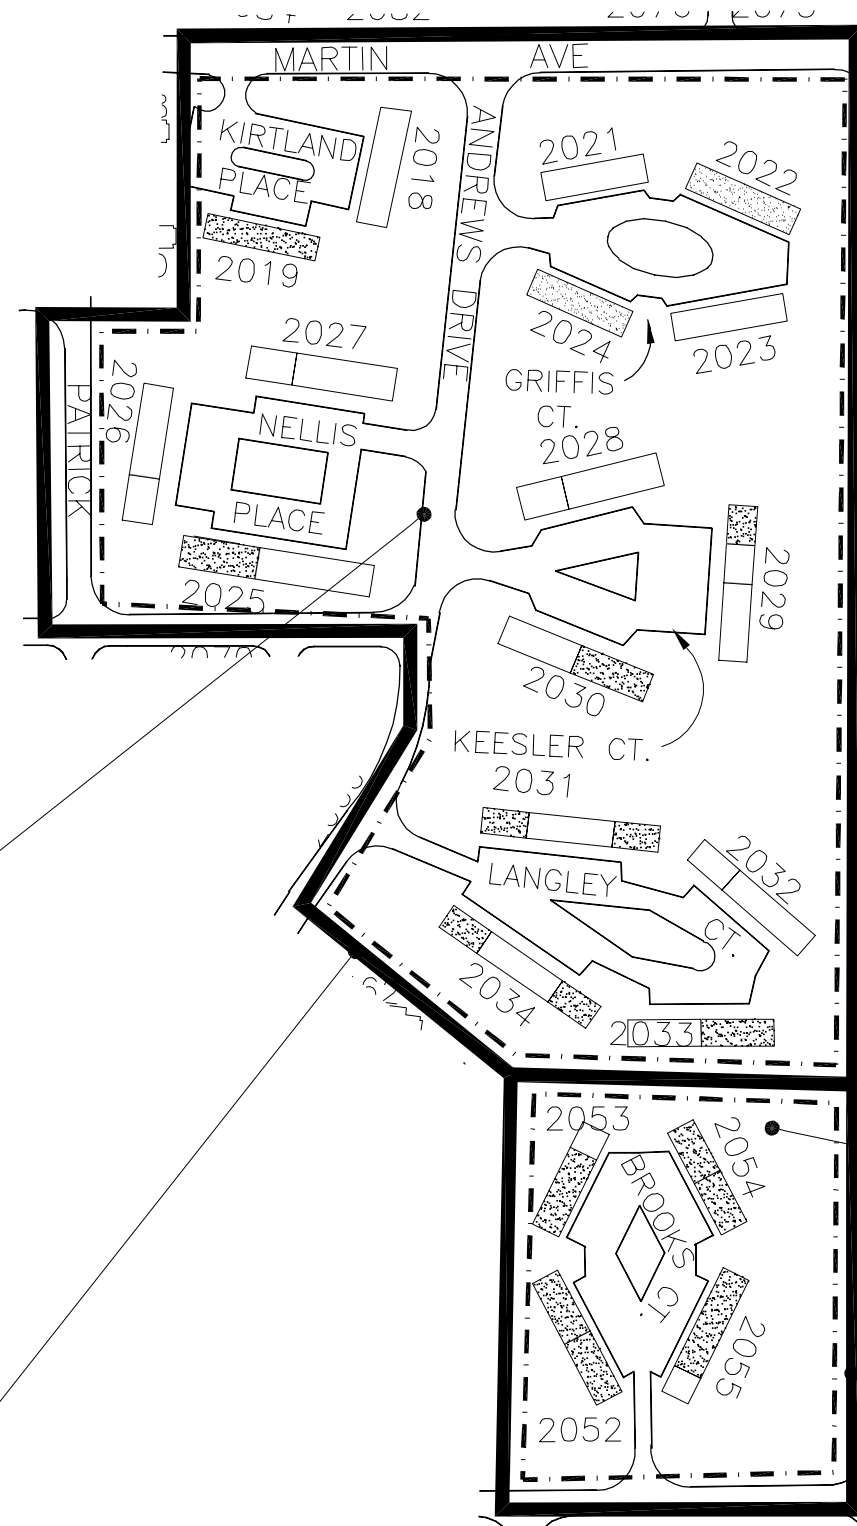 MARTIN AVE
KIRTLAND
PLACE
2018
2019
ANDREWS DRIVE
2021
2022
2024
2023
GRIFFIS
CT.
2027
2026
PAIRICK
NELLIS
PLACE
2025
2028
2029
2030
KEESLER CT.
2031
LANGLEY
CT.
2032
2034
2033
2053
2054
BROOKS CT.
2055
2052